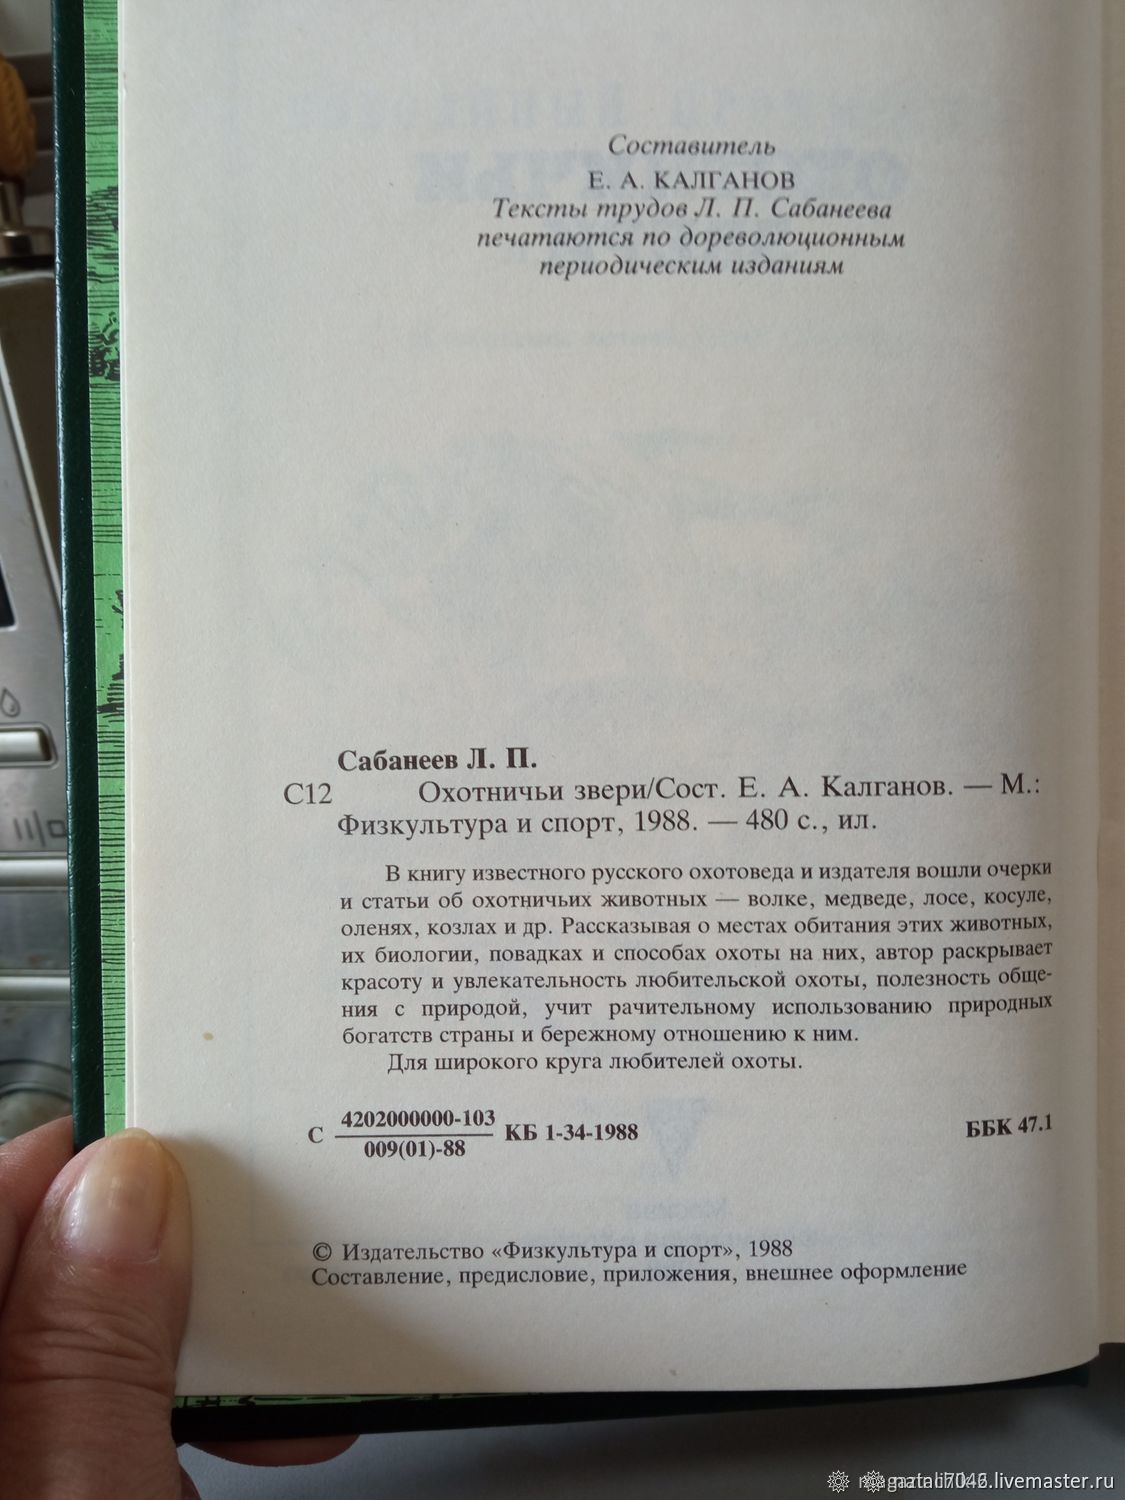 Составитель
Е. А. КАЛГАНОВ
Тексты трудов Л. П. Сабанеева
печатаются по дореволюционным
периодическим изданиям
Сабанеев Л. П.
С12 Охотничьи звери/Сост. Е. А. Калганов. — М.:
Физкультура и спорт, 1988. — 480 с., ил.
В книгу известного русского охотоведа и издателя вошли очерки
и статьи об охотничьих животных — волке, медведе, лосе, косуле,
оленях, козлах и др. Рассказывая о местах обитания этих животных,
их биологии, повадках и способах охоты на них, автор раскрывает
красоту и увлекательность любительской охоты, полезность обще-
ния с природой, учит рачительному использованию природных
богатств страны и бережному отношению к ним.
Для широкого круга любителей охоты.
С 4202000000-103 КБ 1-34-1988 ББК 47.1
009(01)-88
© Издательство «Физкультура и спорт», 1988
Составление, предисловие, приложения, внешнее оформление
.livemaster.ru